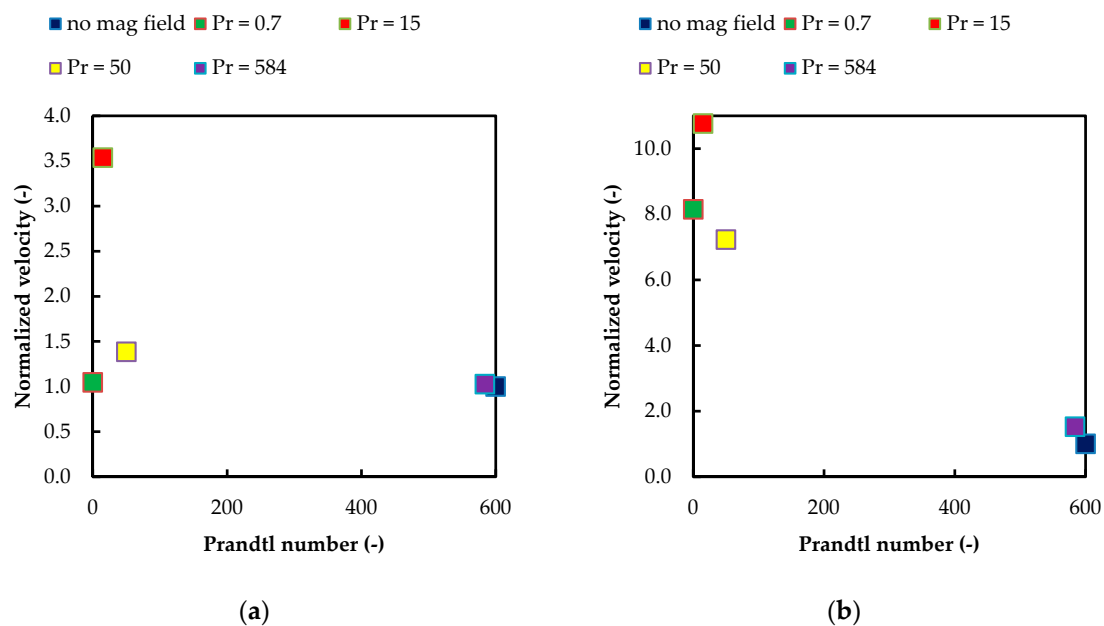 no mag field Pr = 0.7 Pr = 15
Pr = 50 Pr = 584
4.0
3.5
3.0
2.5
2.0
1.5
1.0
0.5
0.0
Normalized velocity (-)
0 200 400 600
Prandtl number (-)
(a)
no mag field Pr = 0.7 Pr = 15
Pr = 50 Pr = 584
10.0
8.0
6.0
4.0
2.0
0.0
Normalized velocity (-)
0 200 400 600
Prandtl number (-)
(b)